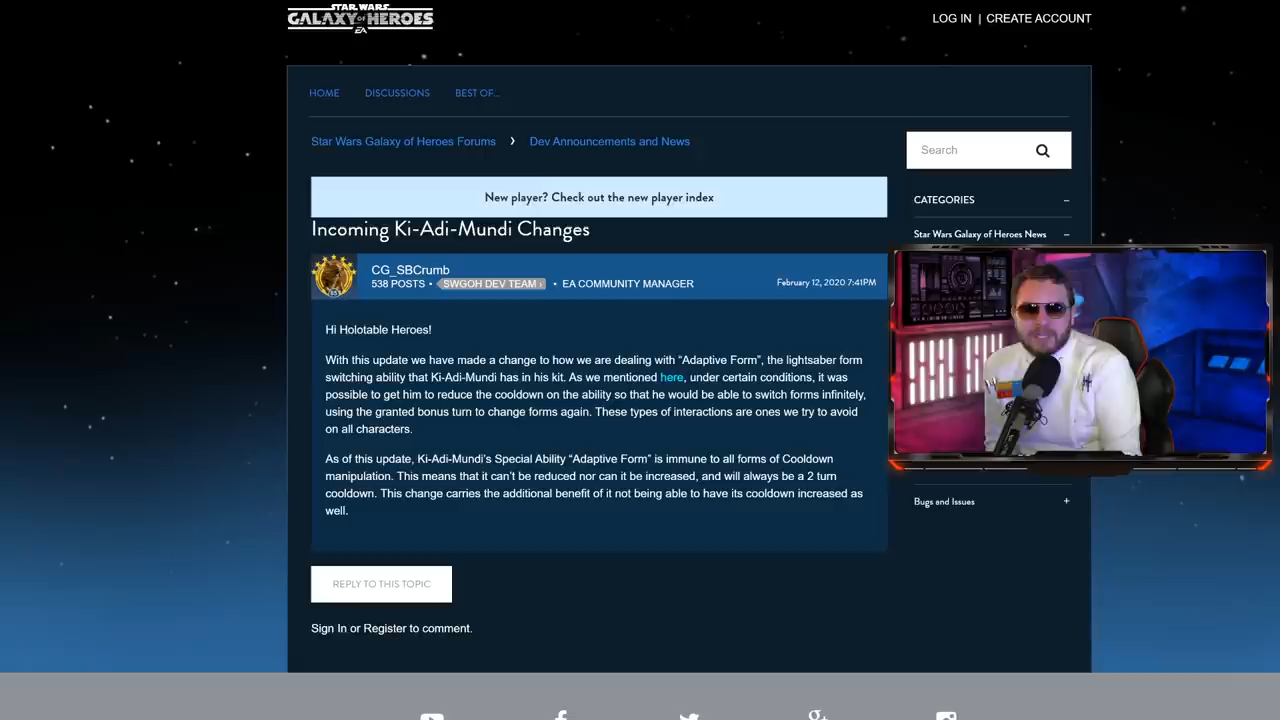 STAR WARS
GALAXY OF HEROES
EA
LOG IN | CREATE ACCOUNT
HOME DISCUSSIONS BEST OF...
Star Wars Galaxy of Heroes Forums › Dev Announcements and News
Search
New player? Check out the new player index
CATEGORIES –
Incoming Ki-Adi-Mundi Changes
Star Wars Galaxy of Heroes News –
CG_SBCrumb
538 POSTS • SWGOH DEV TEAM › • EA COMMUNITY MANAGER
February 12, 2020 7:41PM
85
Hi Holotable Heroes!
With this update we have made a change to how we are dealing with “Adaptive Form”, the lightsaber form
switching ability that Ki-Adi-Mundi has in his kit. As we mentioned here, under certain conditions, it was
possible to get him to reduce the cooldown on the ability so that he would be able to switch forms infinitely,
using the granted bonus turn to change forms again. These types of interactions are ones we try to avoid
on all characters.
As of this update, Ki-Adi-Mundi's Special Ability “Adaptive Form” is immune to all forms of Cooldown
manipulation. This means that it can't be reduced nor can it be increased, and will always be a 2 turn
cooldown. This change carries the additional benefit of it not being able to have its cooldown increased as
well.
Bugs and Issues +
REPLY TO THIS TOPIC
Sign In or Register to comment.